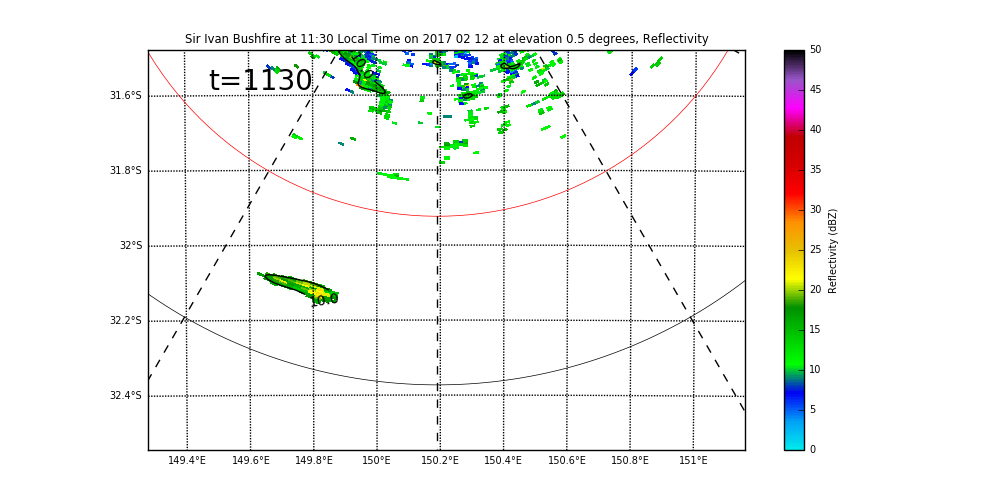 Sir Ivan Bushfire at 11:30 Local Time on 2017 02 12 at elevation 0.5 degrees, Reflectivity
t=1130
31.6°S
31.8°S
32°S
32.2°S
32.4°S
10.0
149.4°E 149.6°E 149.8°E 150°E 150.2°E 150.4°E 150.6°E 150.8°E 151°E
50
45
40
35
30
25
20
15
10
5
0
Reflectivity (dBZ)